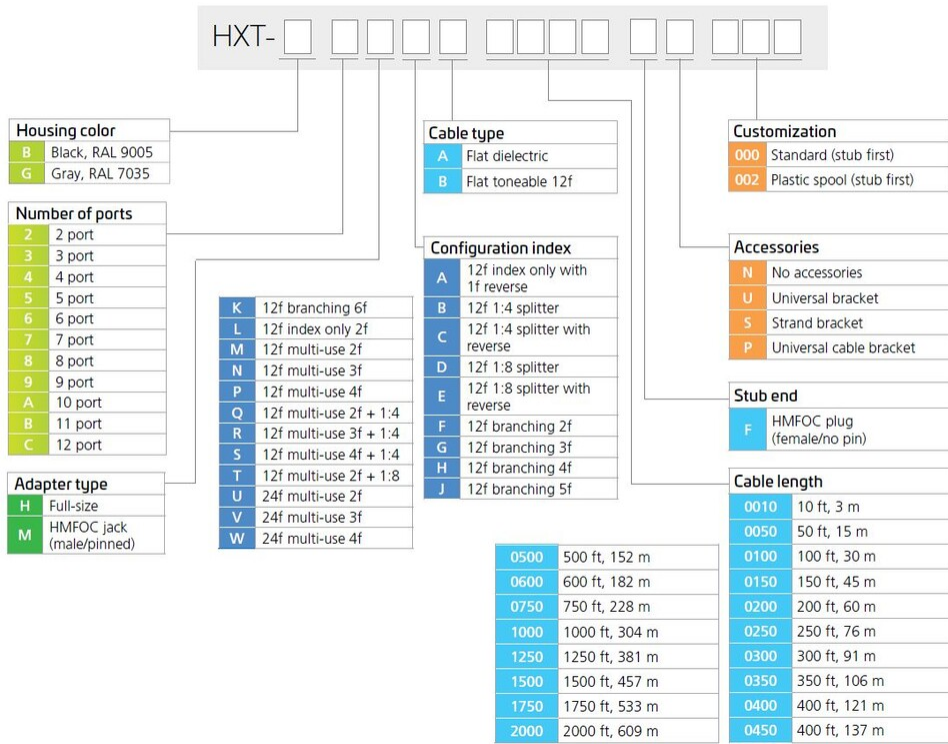 HXT-
Housing color
B Black, RAL 9005
G Gray, RAL 7035
Number of ports
2 2 port
3 3 port
4 4 port
5 5 port
6 6 port
7 7 port
8 8 port
9 9 port
A 10 port
B 11 port
C 12 port
Adapter type
H Full-size
M HMFOC jack
(male/pinned)
K 12f branching 6f
L 12f index only 2f
M 12f multi-use 2f
N 12f multi-use 3f
P 12f multi-use 4f
Q 12f multi-use 2f + 1:4
R 12f multi-use 3f + 1:4
S 12f multi-use 4f + 1:4
T 12f multi-use 2f + 1:8
U 24f multi-use 2f
V 24f multi-use 3f
W 24f multi-use 4f
Cable type
A Flat dielectric
B Flat toneable 12f
Configuration index
A 12f index only with
1f reverse
B 12f 1:4 splitter
C 12f 1:4 splitter with
reverse
D 12f 1:8 splitter
E 12f 1:8 splitter with
reverse
F 12f branching 2f
G 12f branching 3f
H 12f branching 4f
J 12f branching 5f
Customization
000 Standard (stub first)
002 Plastic spool (stub first)
Accessories
N No accessories
U Universal bracket
S Strand bracket
P Universal cable bracket
Stub end
F HMFOC plug
(female/no pin)
Cable length
0010 10 ft, 3 m
0050 50 ft, 15 m
0100 100 ft, 30 m
0150 150 ft, 45 m
0200 200 ft, 60 m
0250 250 ft, 76 m
0300 300 ft, 91 m
0350 350 ft, 106 m
0400 400 ft, 121 m
0450 400 ft, 137 m
0500 500 ft, 152 m
0600 600 ft, 182 m
0750 750 ft, 228 m
1000 1000 ft, 304 m
1250 1250 ft, 381 m
1500 1500 ft, 457 m
1750 1750 ft, 533 m
2000 2000 ft, 609 m